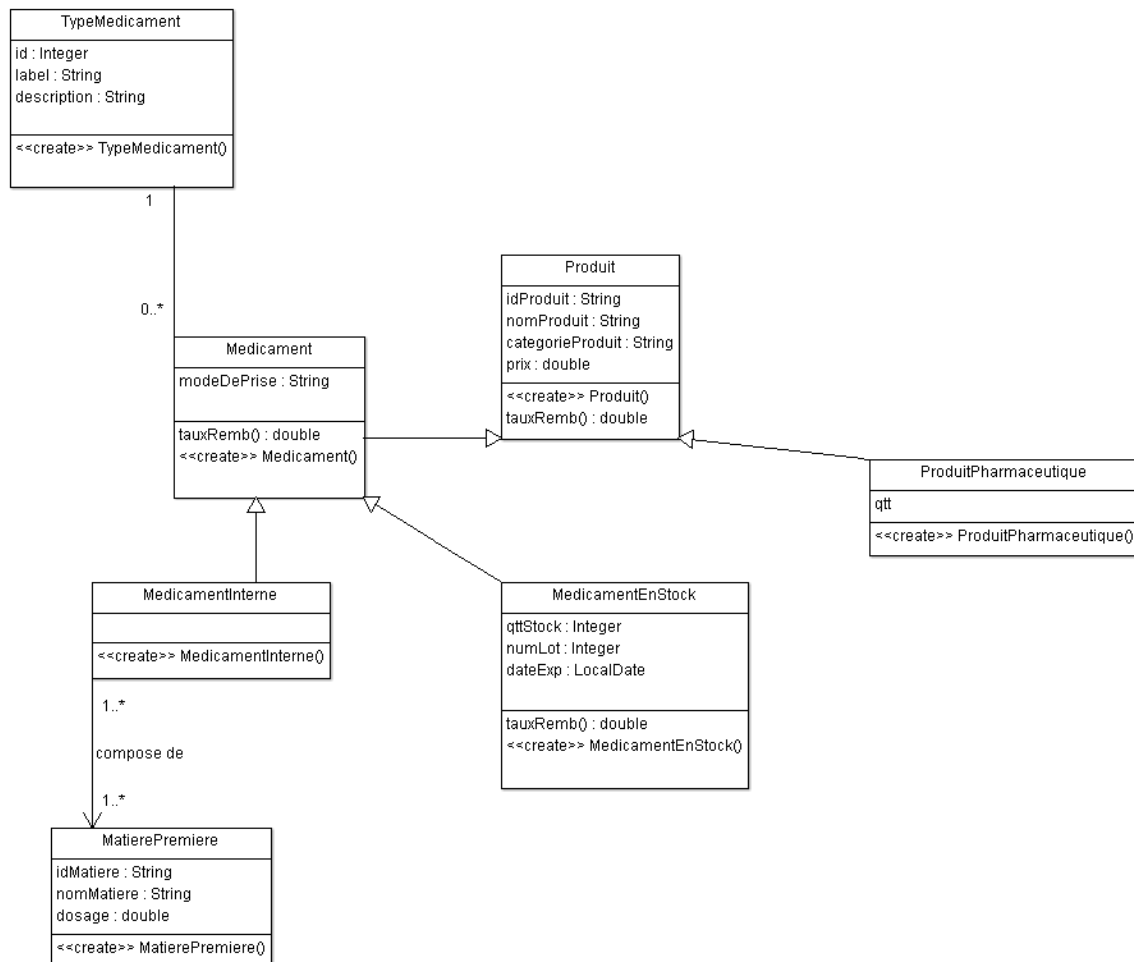 TypeMedicament
id : Integer
label : String
description : String
<<create>> TypeMedicament()
1
0..*
Produit
idProduit : String
nomProduit : String
categorieProduit : String
prix : double
<<create>> Produit()
tauxRemb() : double
Medicament
modeDePrise : String
tauxRemb() : double
<<create>> Medicament()
ProduitPharmaceutique
qtt
<<create>> ProduitPharmaceutique()
MedicamentInterne
<<create>> MedicamentInterne()
MedicamentEnStock
qttStock : Integer
numLot : Integer
dateExp : LocalDate
tauxRemb() : double
<<create>> MedicamentEnStock()
1..*
compose de
1..*
MatierePremiere
idMatiere : String
nomMatiere : String
dosage : double
<<create>> MatierePremiere()